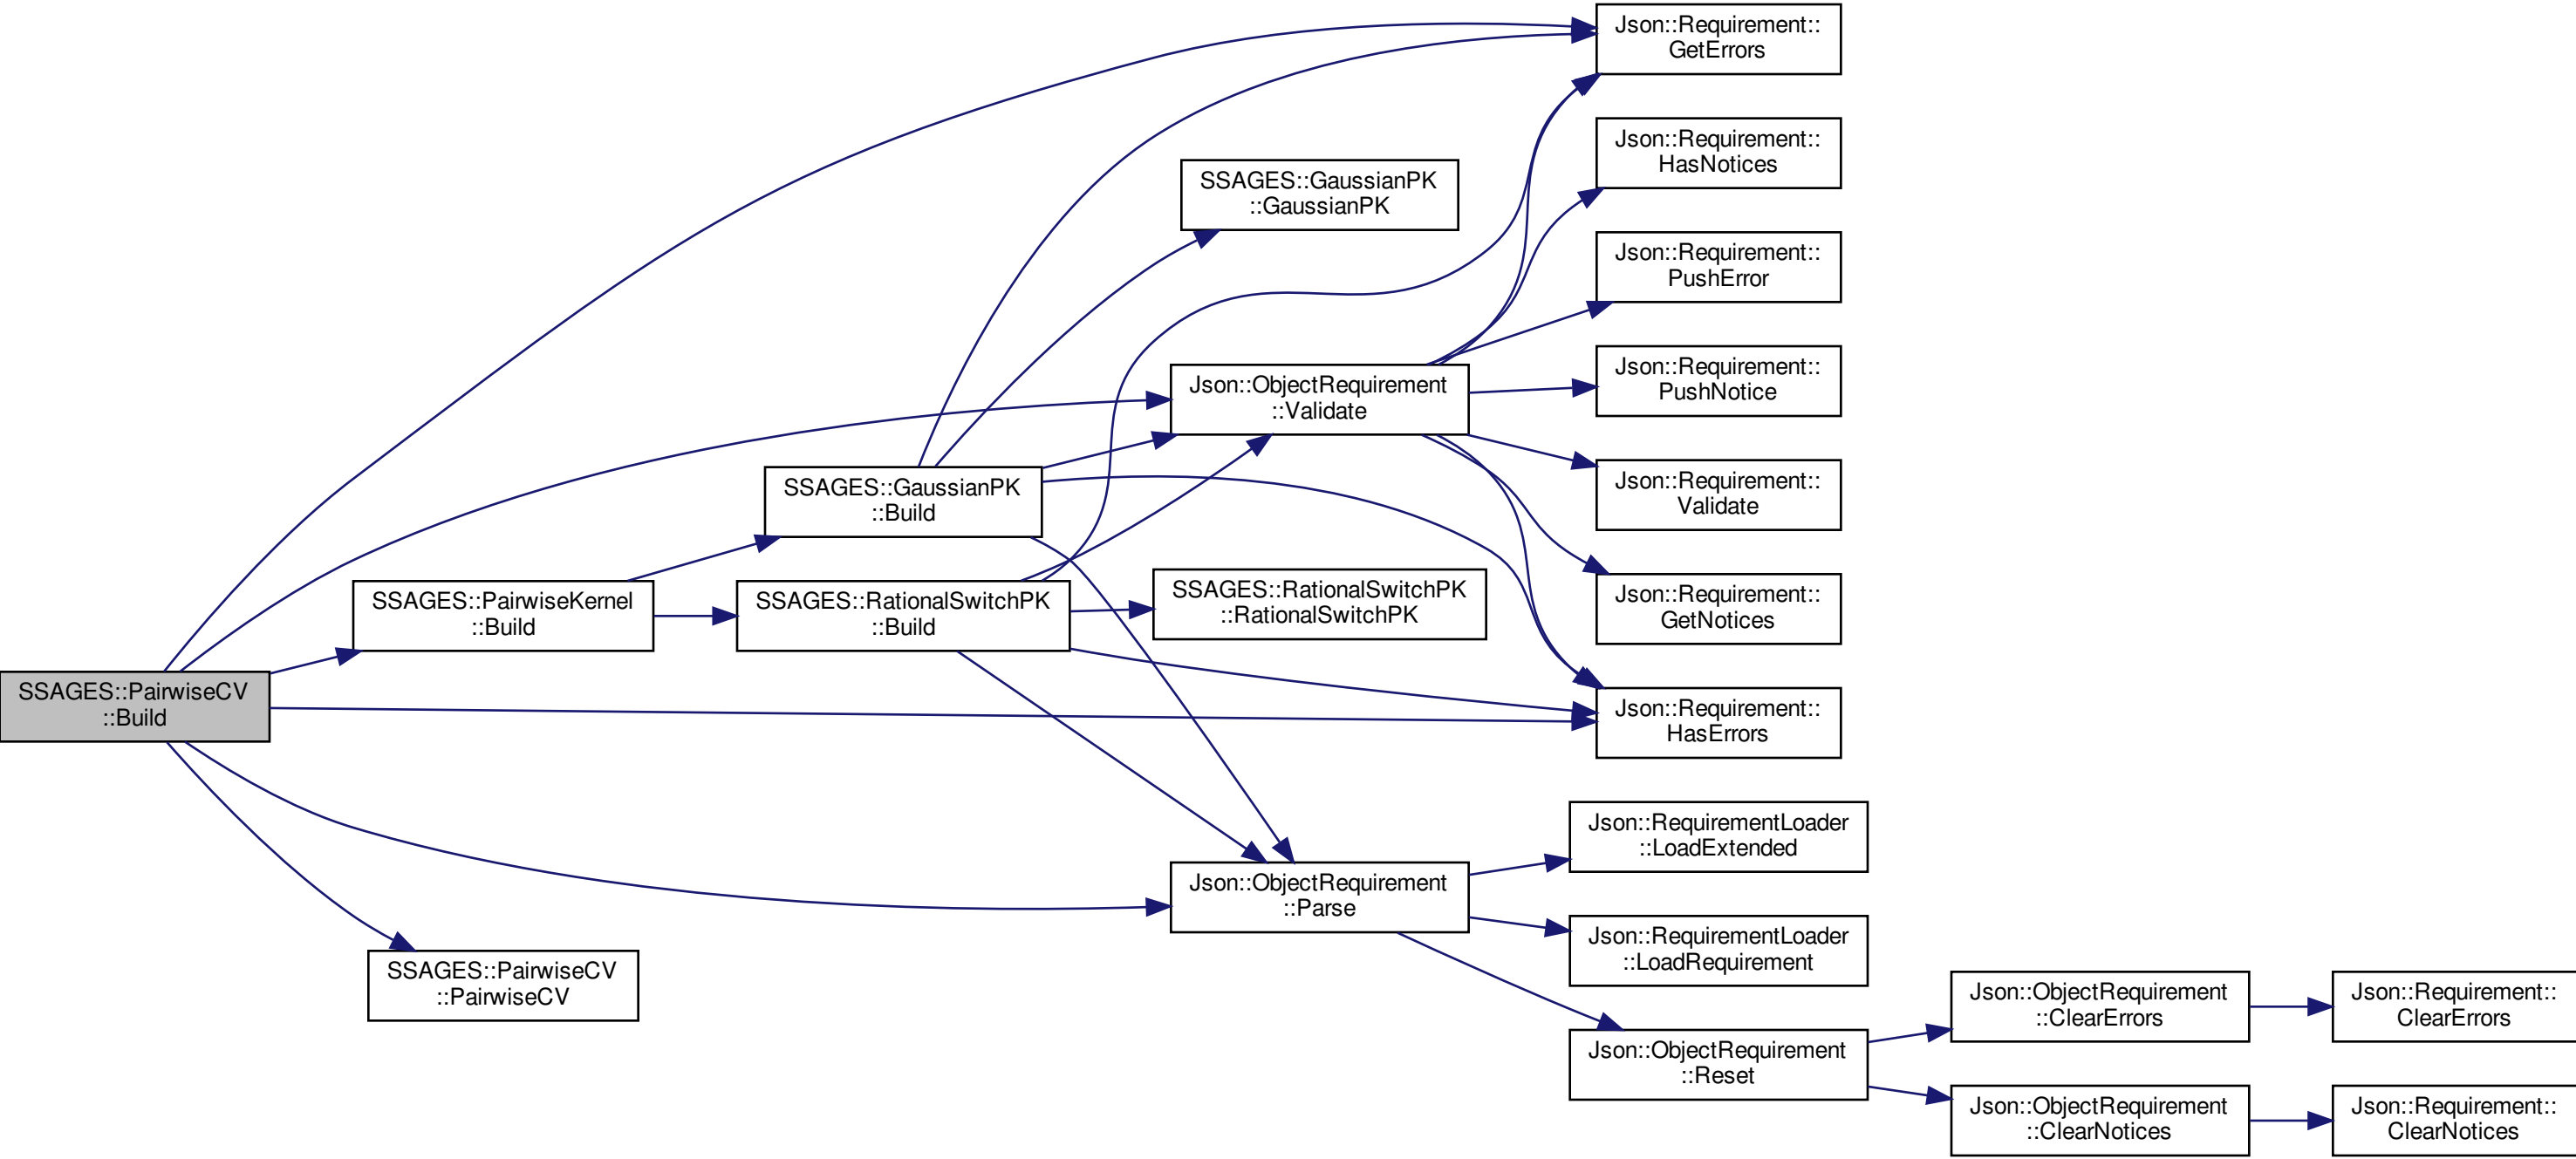 SSAGES::PairwiseCV
::Build
SSAGES::PairwiseKernel
::Build
SSAGES::PairwiseCV
::PairwiseCV
SSAGES::GaussianPK
::Build
SSAGES::RationalSwitchPK
::Build
SSAGES::GaussianPK
::GaussianPK
Json::ObjectRequirement
::Validate
SSAGES::RationalSwitchPK
::RationalSwitchPK
Json::ObjectRequirement
::Parse
Json::Requirement::
GetErrors
Json::Requirement::
HasNotices
Json::Requirement::
PushError
Json::Requirement::
PushNotice
Json::Requirement::
Validate
Json::Requirement::
GetNotices
Json::Requirement::
HasErrors
Json::RequirementLoader
::LoadExtended
Json::RequirementLoader
::LoadRequirement
Json::ObjectRequirement
::Reset
Json::ObjectRequirement
::ClearErrors
Json::ObjectRequirement
::ClearNotices
Json::Requirement::
ClearErrors
Json::Requirement::
ClearNotices